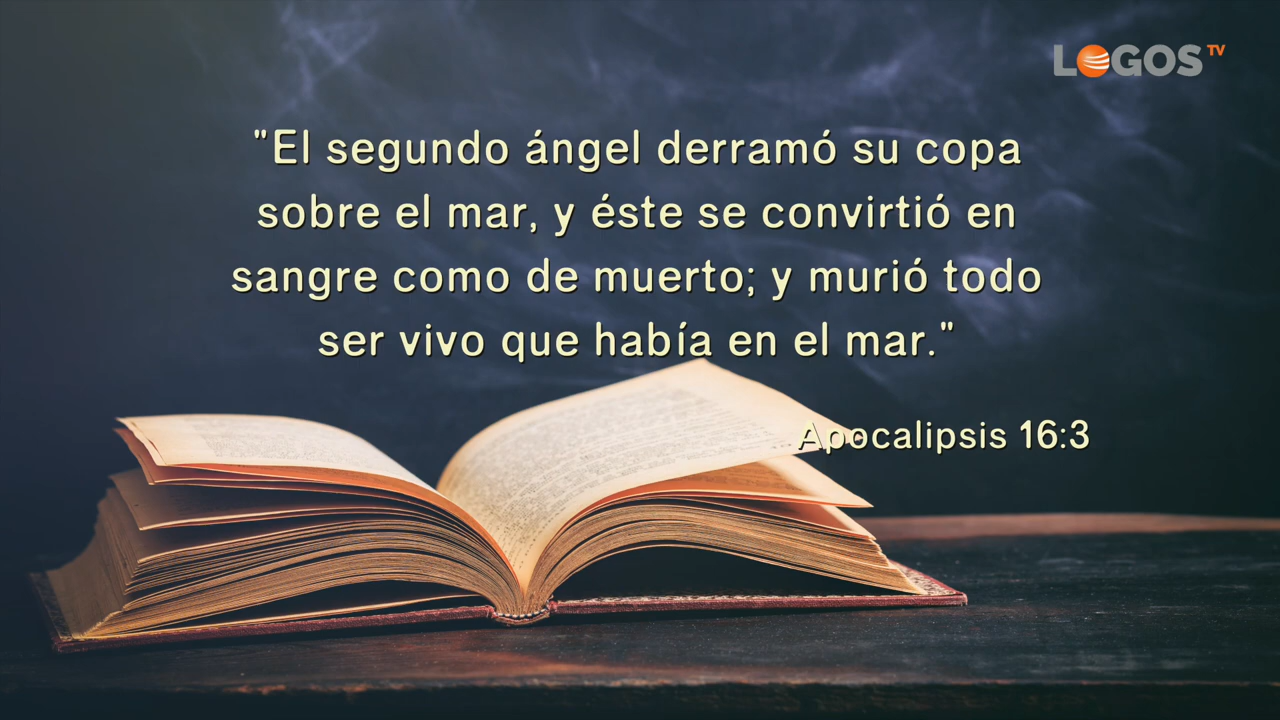 LOGOS TV
"El segundo ángel derramó su copa
sobre el mar, y éste se convirtió en
sangre como de muerto; y murió todo
ser vivo que había en el mar."
Apocalipsis 16:3